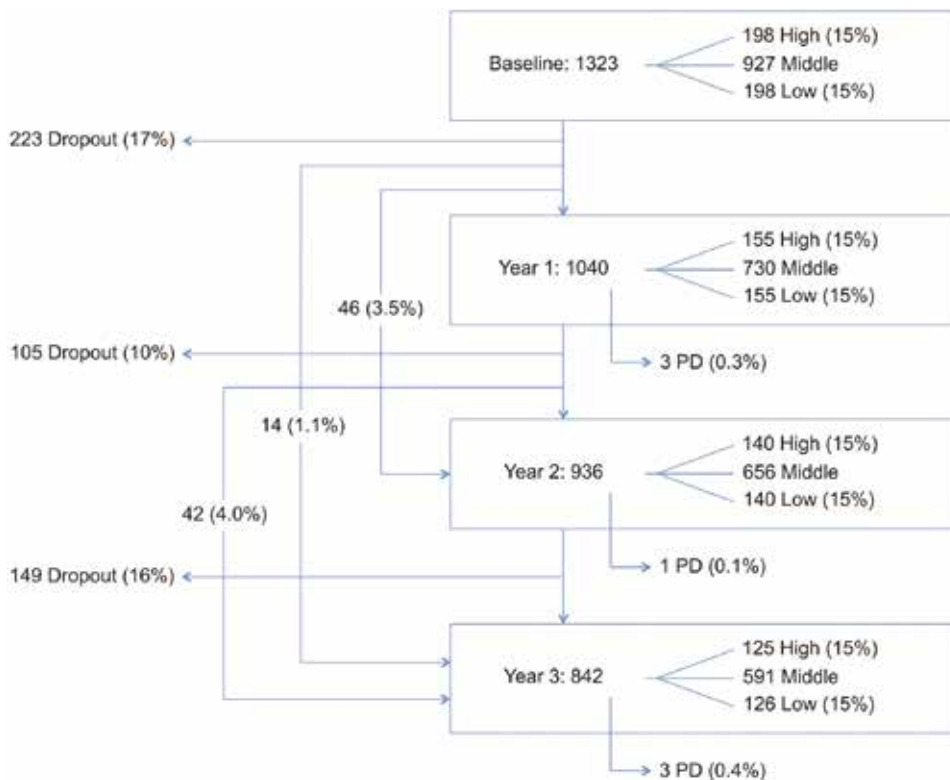 198 High (15%)
Baseline: 1323
927 Middle
198 Low (15%)
223 Dropout (17%)
155 High (15%)
Year 1: 1040
730 Middle
155 Low (15%)
46 (3.5%)
105 Dropout (10%)
3 PD (0.3%)
14 (1.1%)
140 High (15%)
Year 2: 936
656 Middle
140 Low (15%)
42 (4.0%)
149 Dropout (16%)
1 PD (0.1%)
125 High (15%)
Year 3: 842
591 Middle
126 Low (15%)
3 PD (0.4%)